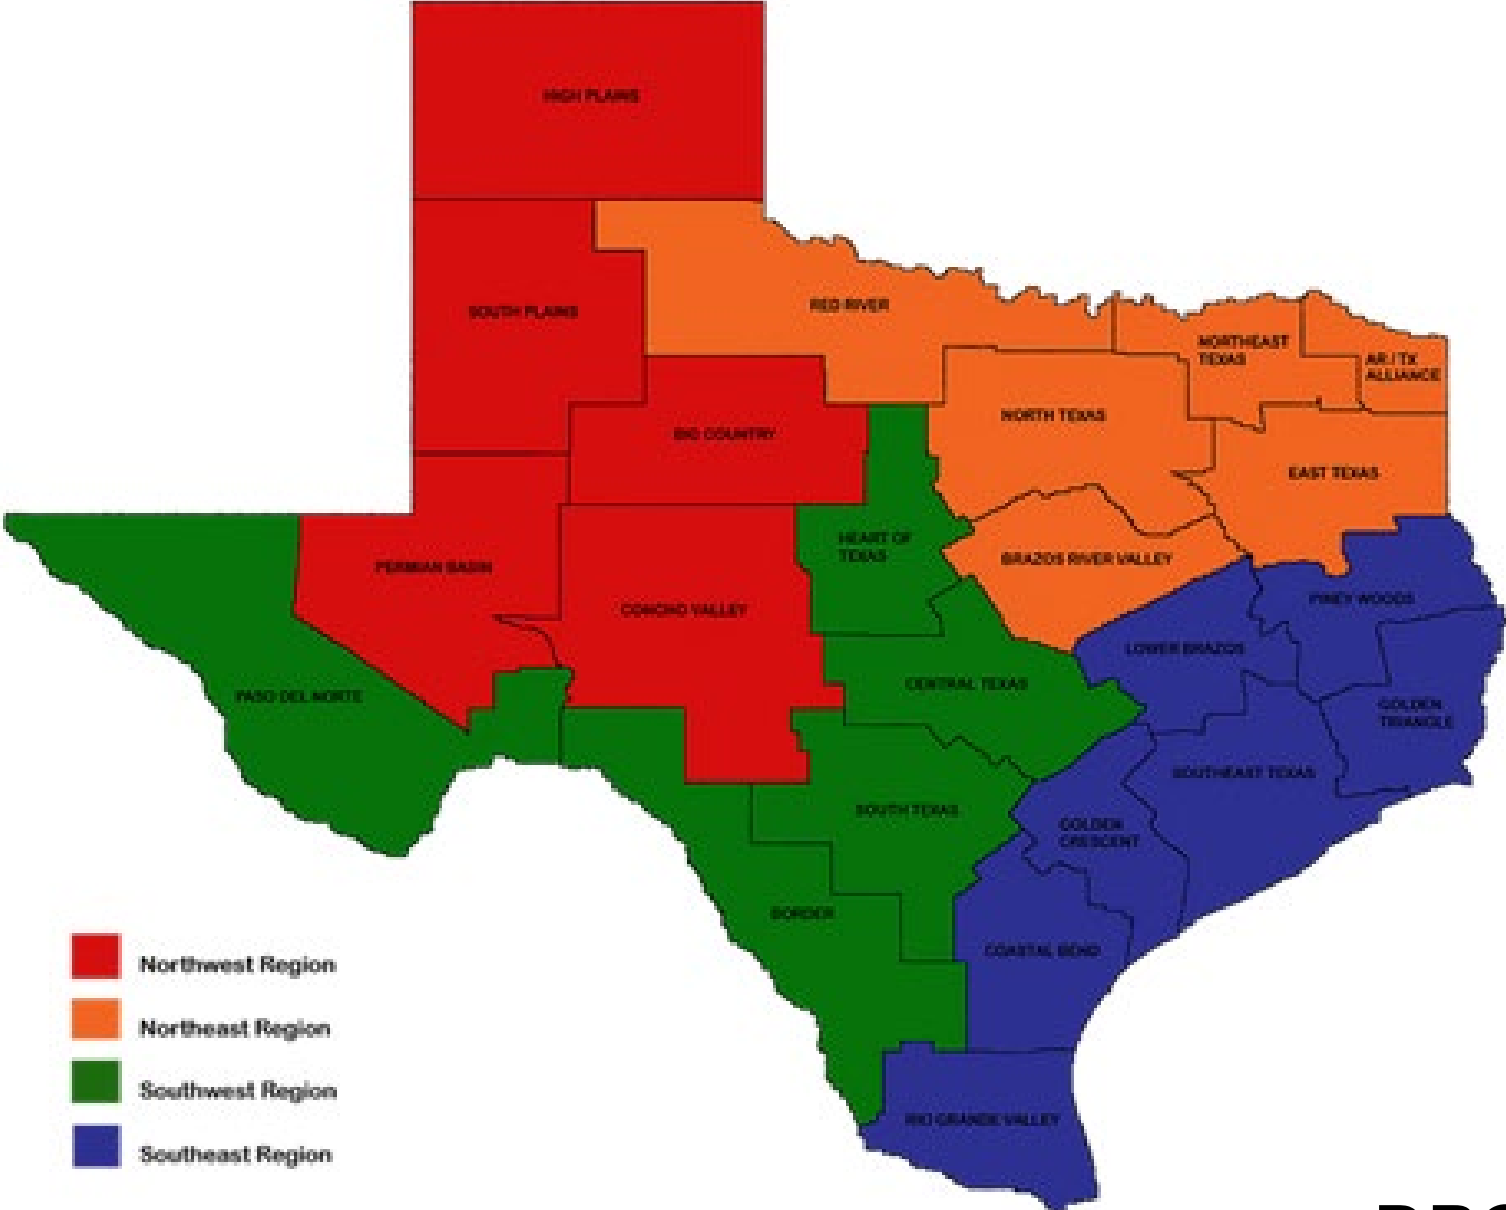 HIGH PLAINS
SOUTH PLAINS
RED RIVER
NORTHEAST
TEXAS
AR / TX
ALLIANCE
BIG COUNTRY
NORTH TEXAS
EAST TEXAS
HEART OF
TEXAS
PERMIAN BASIN
BRAZOS RIVER VALLEY
CONCHO VALLEY
PINEY WOODS
LOWER BRAZOS
PASO DEL NORTE
CENTRAL TEXAS
GOLDEN
TRIANGLE
SOUTHEAST TEXAS
SOUTH TEXAS
GOLDEN
CRESCENT
BORDER
COASTAL BEND
RIO GRANDE VALLEY
Northwest Region
Northeast Region
Southwest Region
Southeast Region